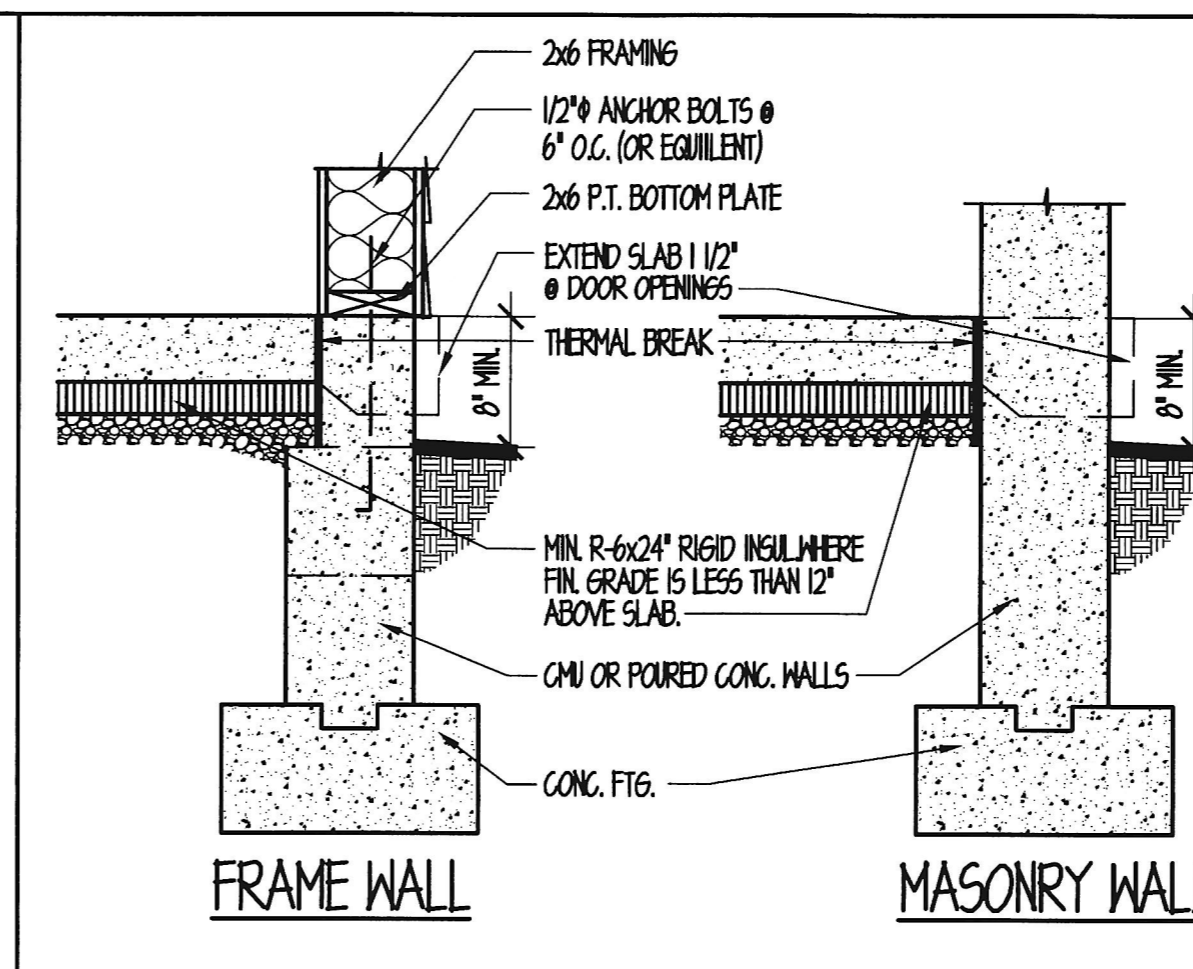 2x6 FRAMING
1/2"Φ ANCHOR BOLTS @
6" O.C. (OR EQUIILENT)
2x6 P.T. BOTTOM PLATE
EXTEND SLAB 1 1/2"
@ DOOR OPENINGS
THERMAL BREAK
8" MIN.
8" MIN.
MIN. R-6x24" RIGID INSUL.WHERE
FIN. GRADE IS LESS THAN 12"
ABOVE SLAB.
CMU OR POURED CONC. WALLS
CONC. FTG.
FRAME WALL
MASONRY WAL